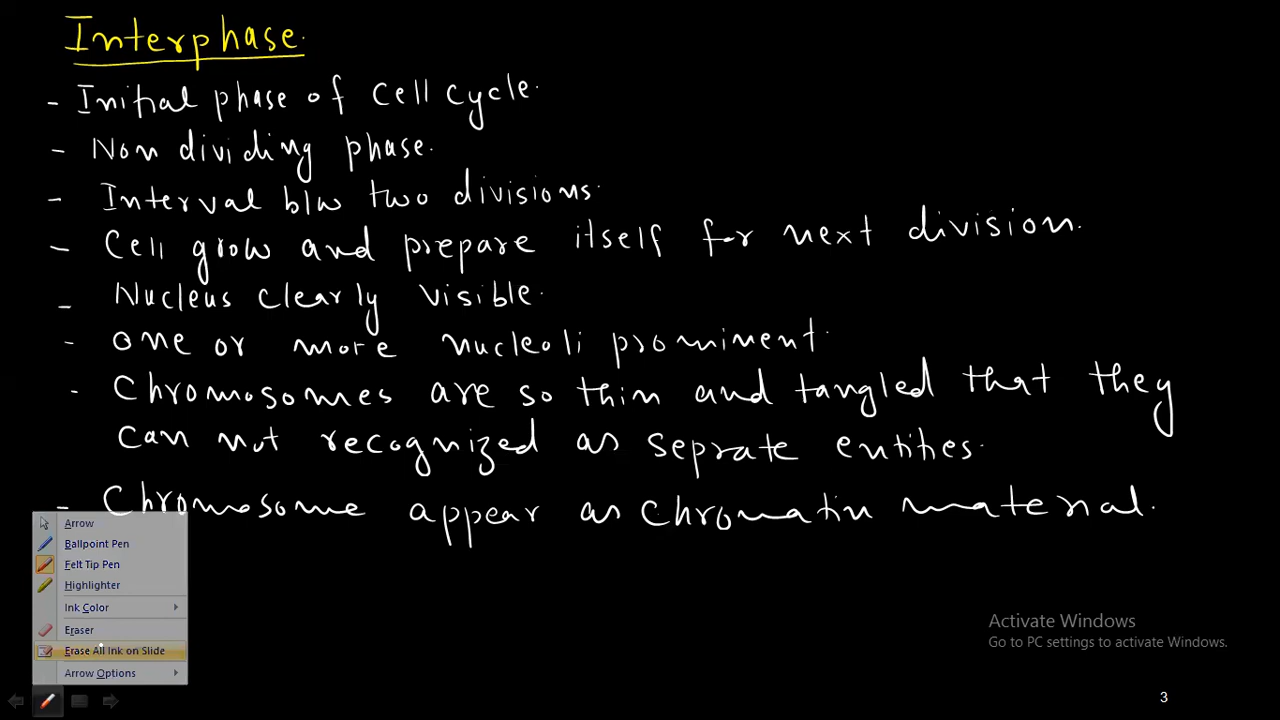 Interphase.
- Initial phase of cell cycle.
- Non dividing phase.
- Interval b/w two divisions.
- Cell grow and prepare itself for next division.
- Nucleus clearly visible.
- One or more nucleoli prominent.
- Chromosomes are so thin and tangled that they
can not recognized as seprate entities.
- Chromosome appear as chromatin material.
Arrow
Ballpoint Pen
Felt Tip Pen
Highlighter
Ink Color
Eraser
Erase All Ink on Slide
Arrow Options
Activate Windows
Go to PC settings to activate Windows.
3